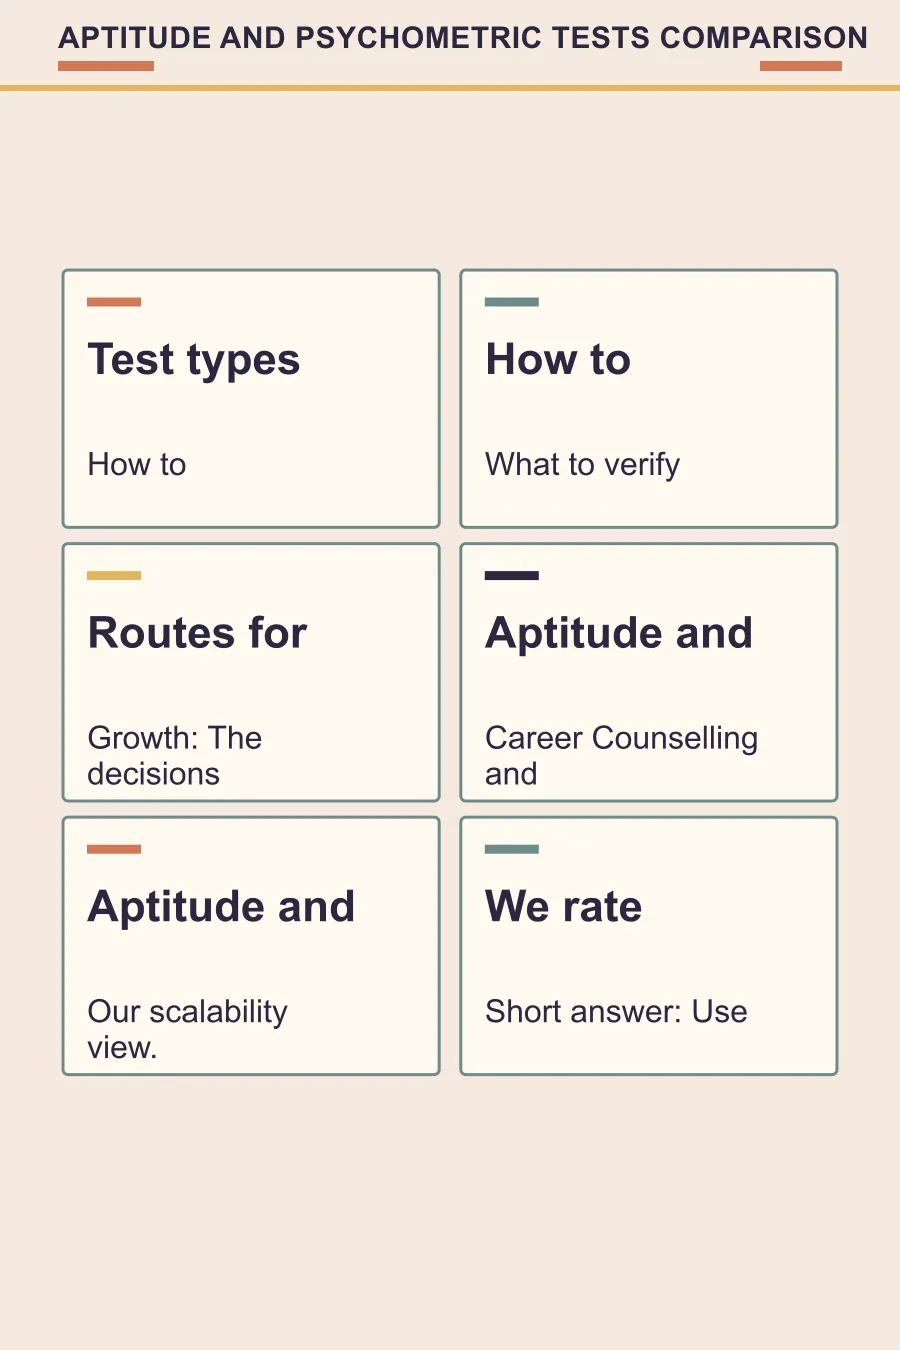 APTITUDE AND PSYCHOMETRIC TESTS COMPARISON
Test types
How to
How to
What to verify
Routes for
Growth: The
decisions
Aptitude and
Career Counselling
and
Aptitude and
Our scalability
view.
We rate
Short answer: Use